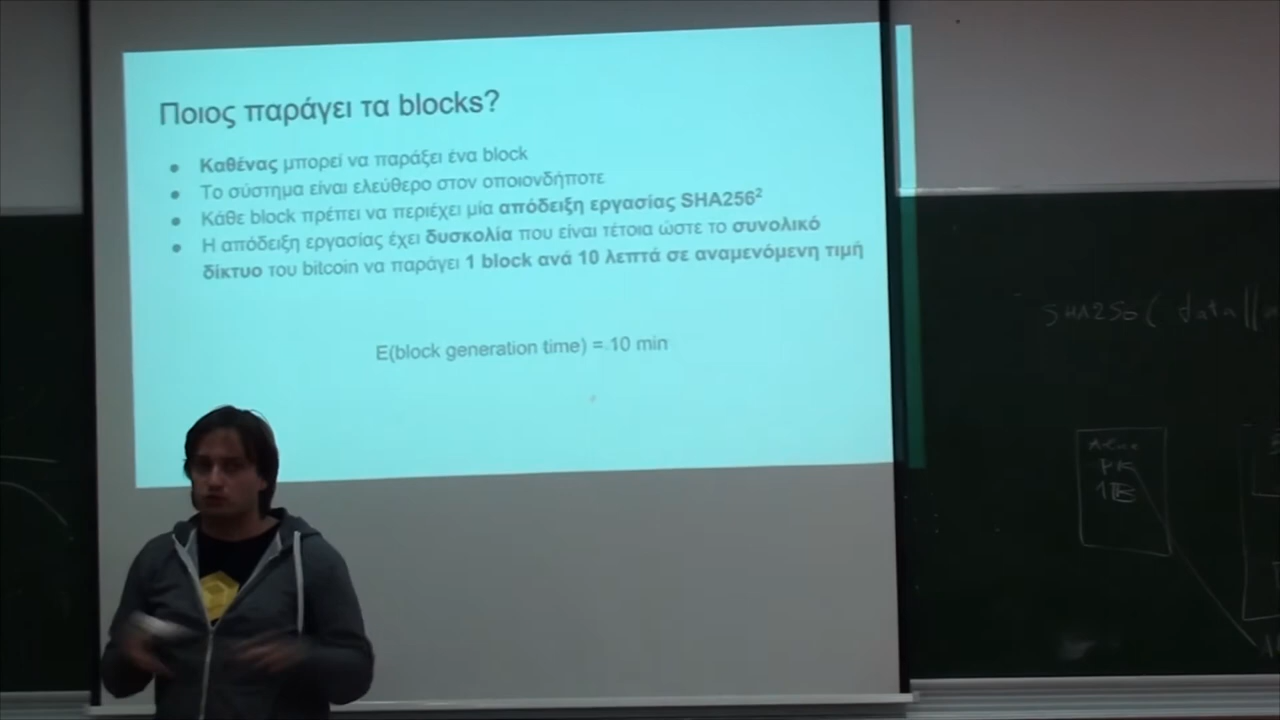 Ποιος παράγει τα blocks?
● Καθένας μπορεί να παράξει ένα block
● Το σύστημα είναι ελεύθερο στον οποιονδήποτε
● Κάθε block πρέπει να περιέχει μία απόδειξη εργασίας SHA256²
● Η απόδειξη εργασίας έχει δυσκολία που είναι τέτοια ώστε το συνολικό
δίκτυο του bitcoin να παράγει 1 block ανά 10 λεπτά σε αναμενόμενη τιμή
E(block generation time) = 10 min
data||
PK